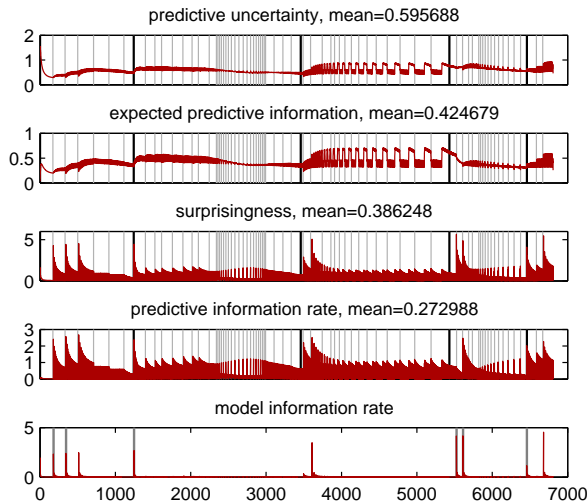 predictive uncertainty, mean=0.595688
2
1
0
expected predictive information, mean=0.424679
1
0.5
0
surprisingness, mean=0.386248
5
0
predictive information rate, mean=0.272988
3
2
1
0
model information rate
5
0
0 1000 2000 3000 4000 5000 6000 7000